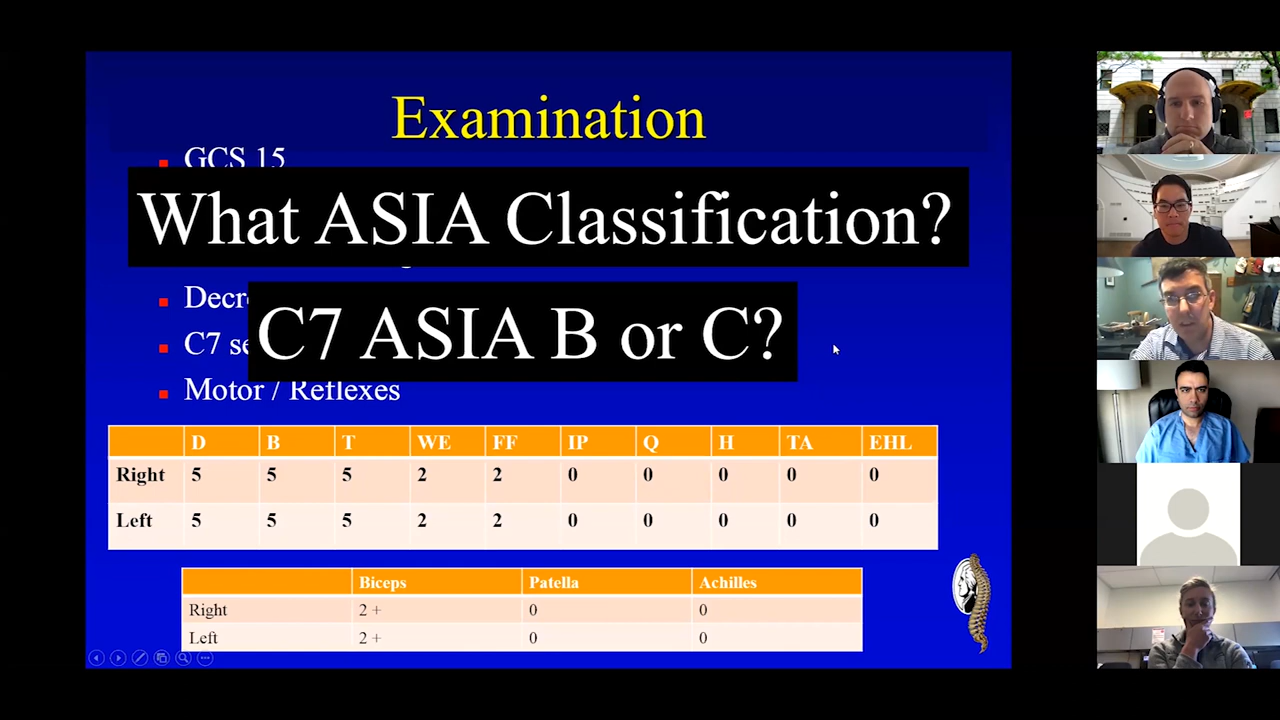 Examination
GCS 15
What ASIA Classification?
C7 ASIA B or C?
C7
Motor / Reflexes
D B T WE FF IP Q H TA EHL
Right 5 5 5 2 2 0 0 0 0 0
Left 5 5 5 2 2 0 0 0 0 0
Biceps Patella Achilles
Right 2 + 0 0
Left 2 + 0 0